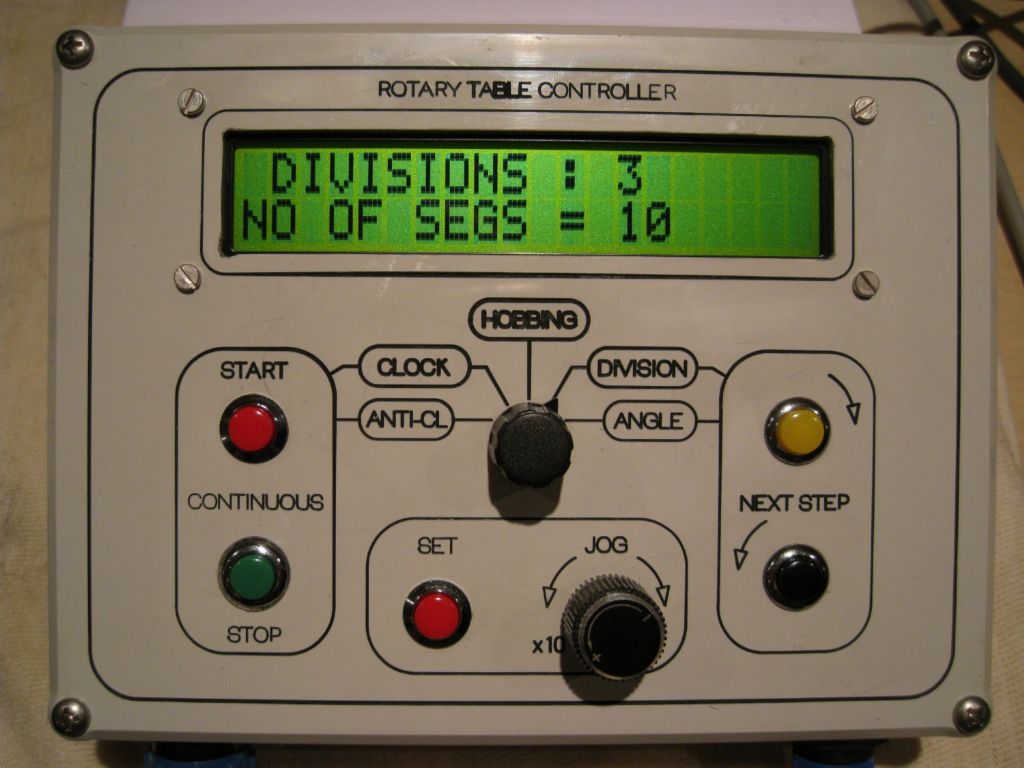 ROTARY TABLE CONTROLLER
DIVISIONS : 3
NO OF SEGS = 10
HOBBING
START
CLOCK
DIVISION
ANTI-CL
ANGLE
CONTINUOUS
NEXT STEP
SET
JOG
STOP
x10